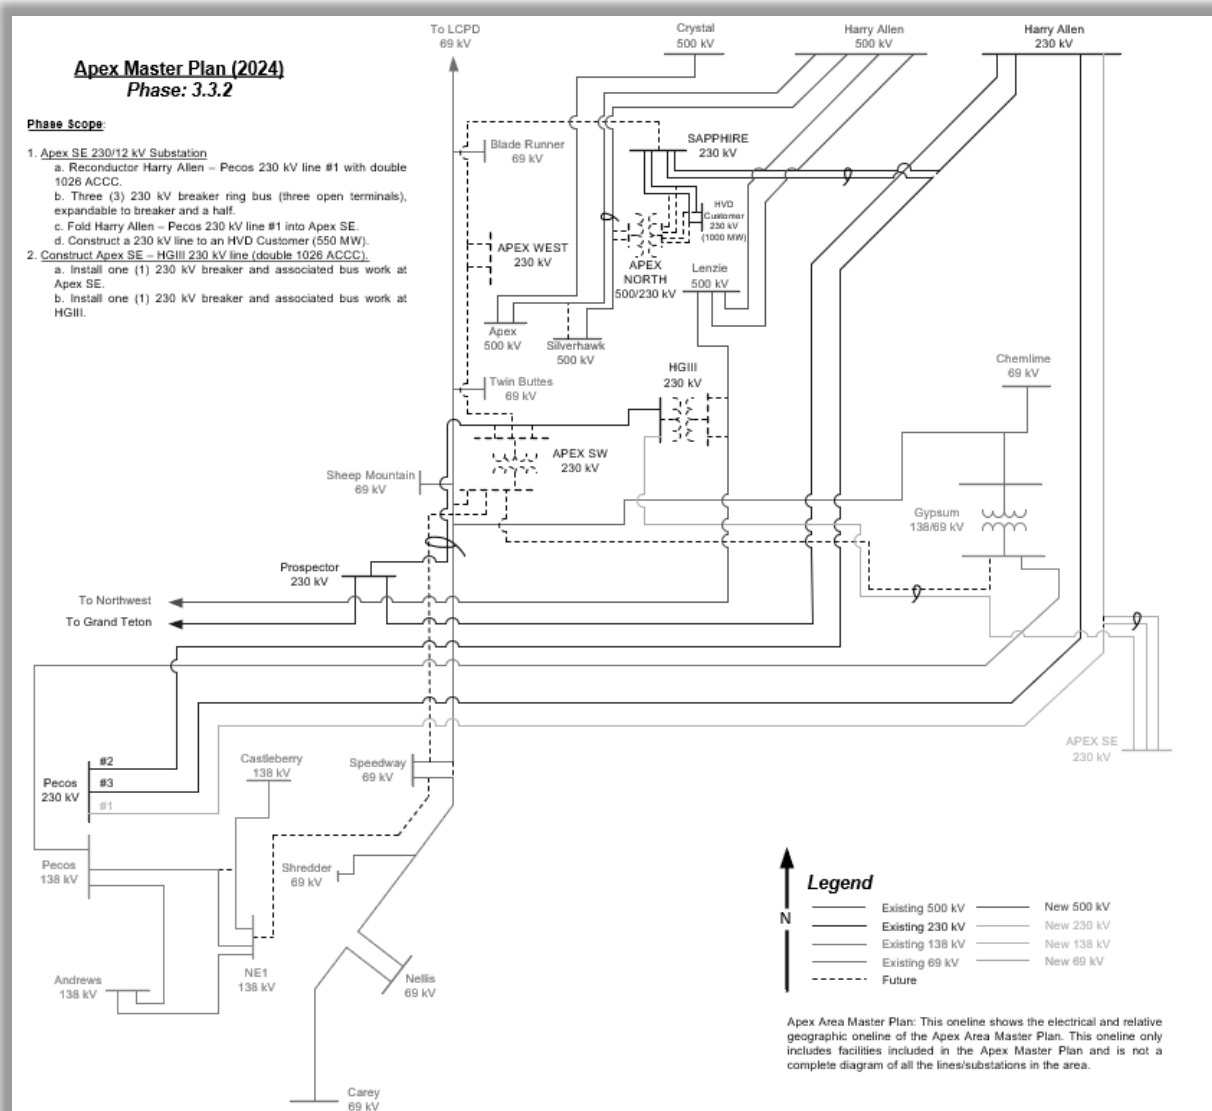 Apex Master Plan (2024)
Phase: 3.3.2
Phase Scope:
1. Apex SE 230/12 kV Substation
a. Reconductor Harry Allen – Pecos 230 kV line #1 with double
1026 ACCC.
b. Three (3) 230 kV breaker ring bus (three open terminals),
expandable to breaker and a half.
c. Fold Harry Allen – Pecos 230 kV line #1 into Apex SE.
d. Construct a 230 kV line to an HVD Customer (550 MW).
2. Construct Apex SE – HGIII 230 kV line (double 1026 ACCC).
a. Install one (1) 230 kV breaker and associated bus work at
Apex SE.
b. Install one (1) 230 kV breaker and associated bus work at
HGIII.
To LCPD
69 kV
Crystal
500 kV
Harry Allen
500 kV
Harry Allen
230 kV
Blade Runner
69 kV
SAPPHIRE
230 kV
HVD
Customer
230 kV
(1000 MW)
APEX WEST
230 kV
APEX
NORTH
500/230 kV
Lenzie
500 kV
Apex
500 kV
Silverhawk
500 kV
HGIII
230 kV
Chemlime
69 kV
Twin Buttes
69 kV
APEX SW
230 kV
Sheep Mountain
69 kV
Gypsum
138/69 kV
Prospector
230 kV
To Northwest
To Grand Teton
APEX SE
230 kV
Castleberry
138 kV
Speedway
69 kV
#2
#3
#1
Pecos
230 kV
Pecos
138 kV
Shredder
69 kV
Andrews
138 kV
NE1
138 kV
Nellis
69 kV
Carey
69 kV
N
Legend
Existing 500 kV
New 500 kV
Existing 230 kV
New 230 kV
Existing 138 kV
New 138 kV
Existing 69 kV
New 69 kV
Future
Apex Area Master Plan: This oneline shows the electrical and relative
geographic oneline of the Apex Area Master Plan. This oneline only
includes facilities included in the Apex Master Plan and is not a
complete diagram of all the lines/substations in the area.